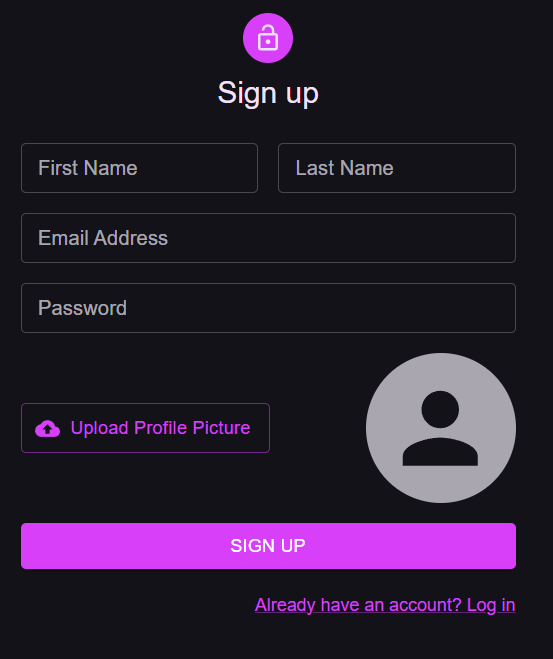 Sign up
First Name Last Name
Email Address
Password
Upload Profile Picture
SIGN UP
Already have an account? Log in